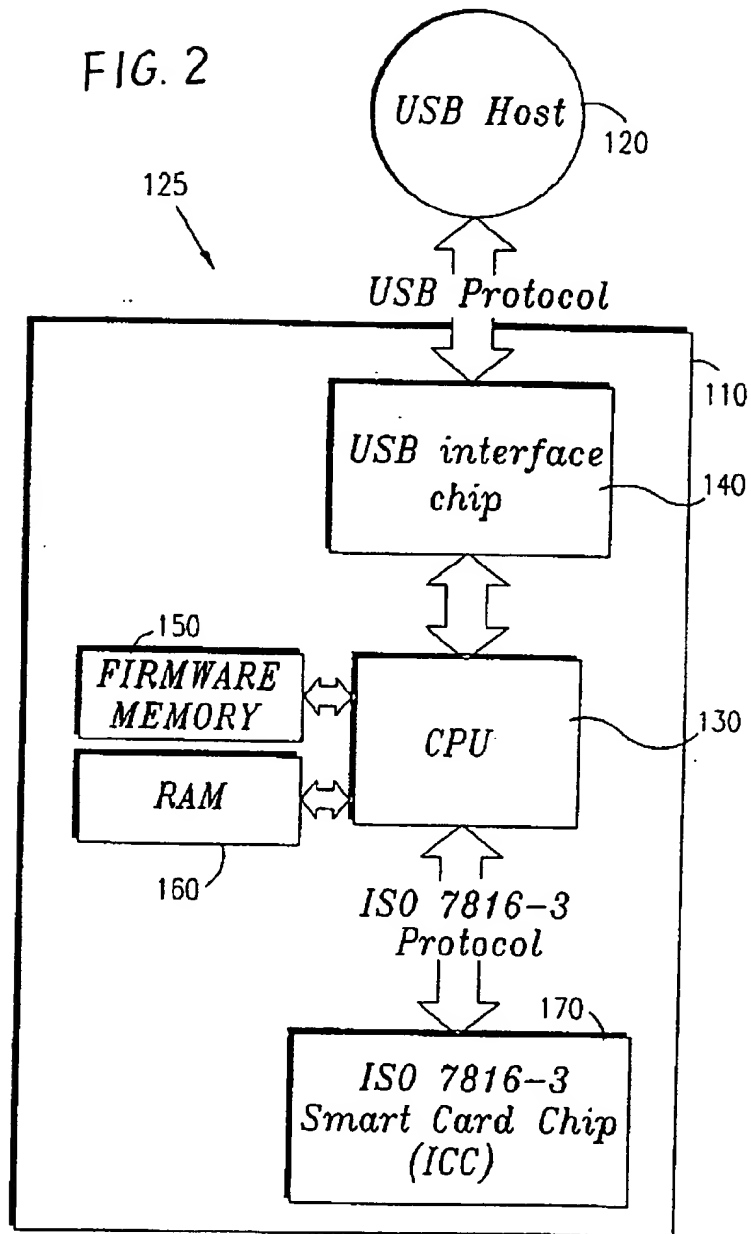 FIG. 2
USB Host
120
125
USB Protocol
110
USB interface
chip
140
150
FIRMWARE
MEMORY
CPU
130
RAM
160
ISO 7816-3
Protocol
170
ISO 7816-3
Smart Card Chip
(ICC)